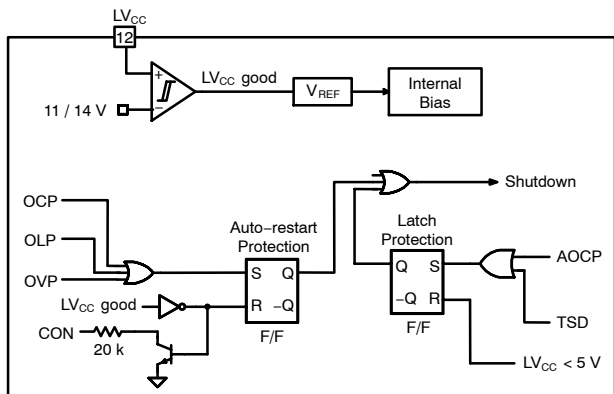 LVCC
12
+
LVCC good
VREF
Internal
Bias
11 / 14 V
−
Shutdown
OCP
Auto−restart
Protection
Latch
Protection
OLP
S Q
Q S
AOCP
OVP
LVCC good
R −Q
−Q R
F/F
F/F
TSD
CON
20 k
LVCC < 5 V